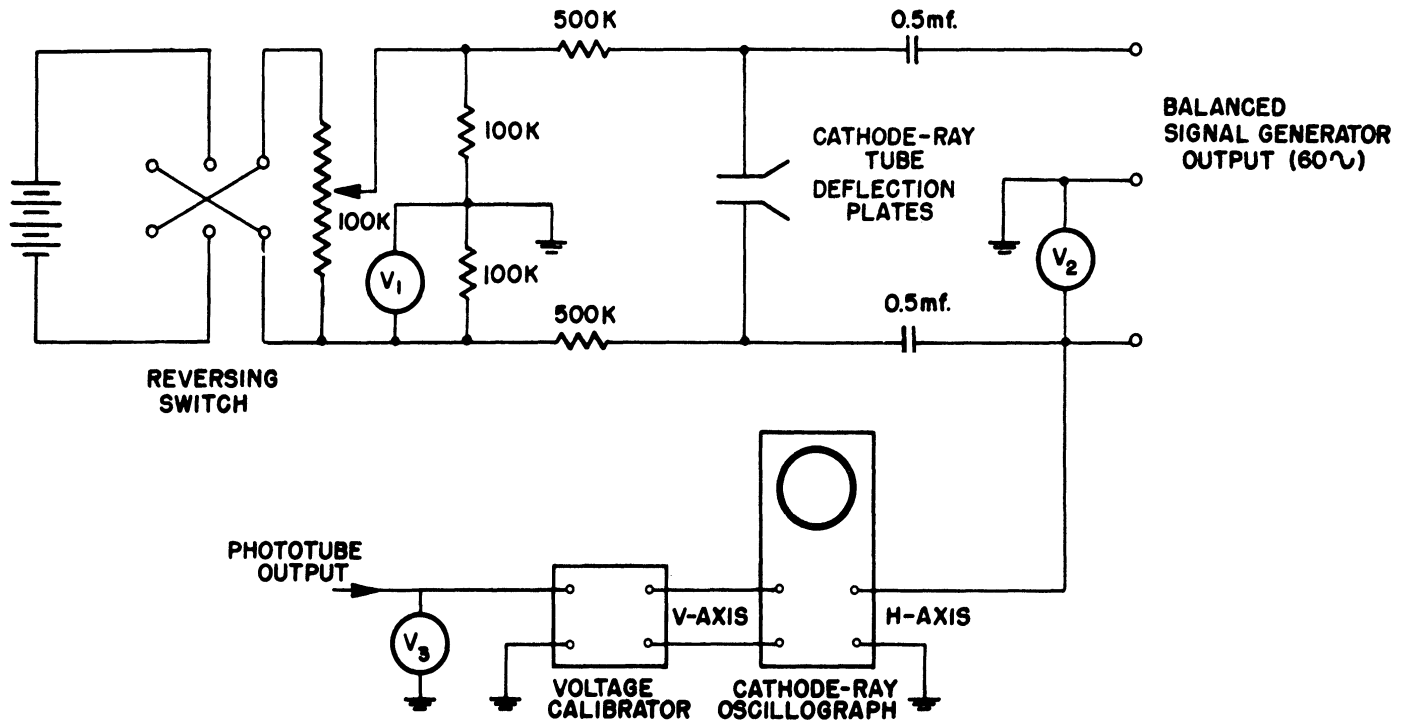 500K
0.5mf.
100K
BALANCED
SIGNAL GENERATOR
OUTPUT (60∿)
CATHODE-RAY
TUBE
DEFLECTION
PLATES
100K
V2
V1
100K
500K
0.5mf.
REVERSING
SWITCH
PHOTOTUBE
OUTPUT
V-AXIS
H-AXIS
V3
VOLTAGE
CALIBRATOR
CATHODE-RAY
OSCILLOGRAPH